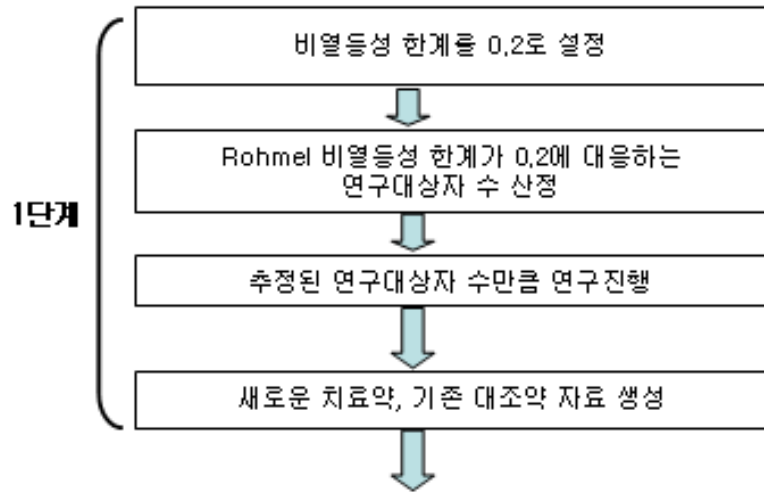 비열등성 한계를 0.2로 설정
Rohmel 비열등성 한계가 0.2에 대응하는
연구대상자 수 산정
1단계
추정된 연구대상자 수만큼 연구진행
새로운 치료약, 기존 대조약 자료 생성